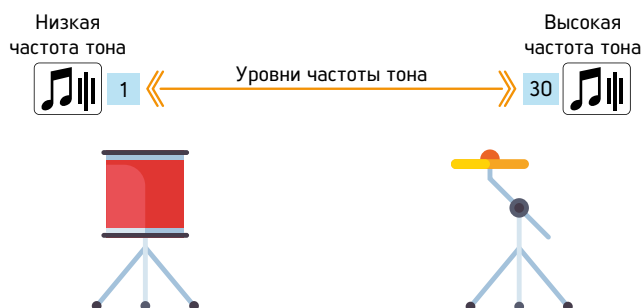 Низкая
частота тона
Высокая
частота тона
Уровни частоты тона
1
30